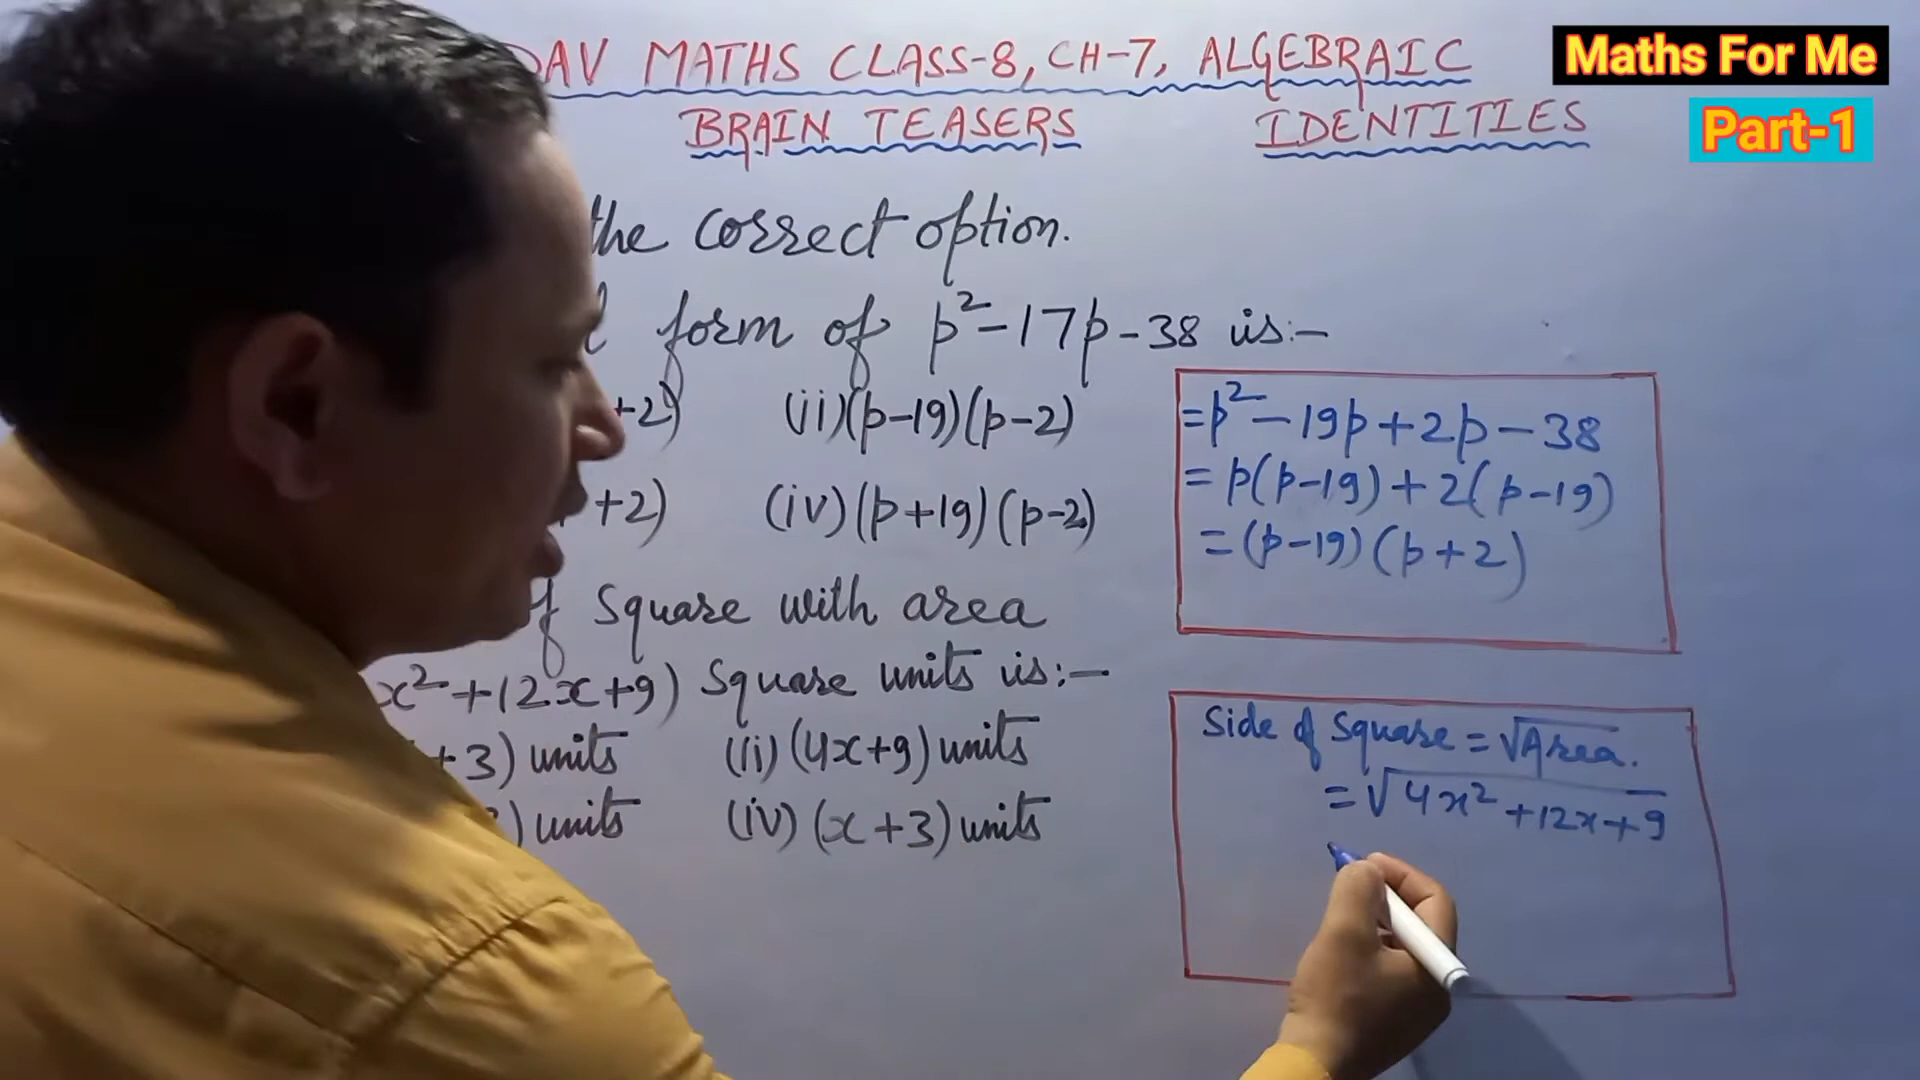 DAV MATHS CLASS-8, CH-7, ALGEBRAIC
BRAIN TEASERS IDENTITIES
Maths For Me
Part-1
the correct option.
form of p²-17p-38 is:-
+2) (ii)(p-19)(p-2)
+2) (iv)(p+19)(p-2)
=p²-19p+2p-38
=p(p-19)+2(p-19)
=(p-19)(p+2)
of square with area
x²+12x+9) square units is:-
+3) units (ii)(4x+9) units
) units (iv)(x+3) units
Side of square=√Area.
=√4x²+12x+9